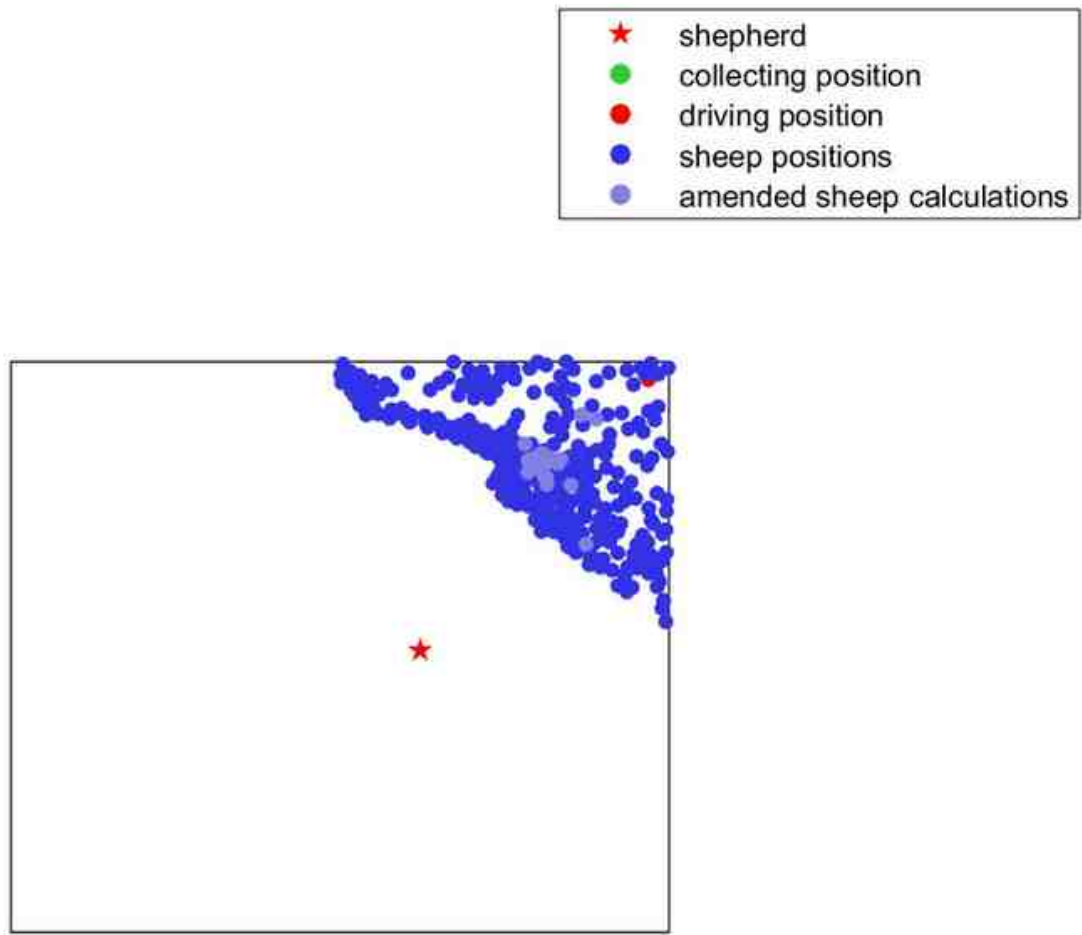 shepherd
collecting position
driving position
sheep positions
amended sheep calculations